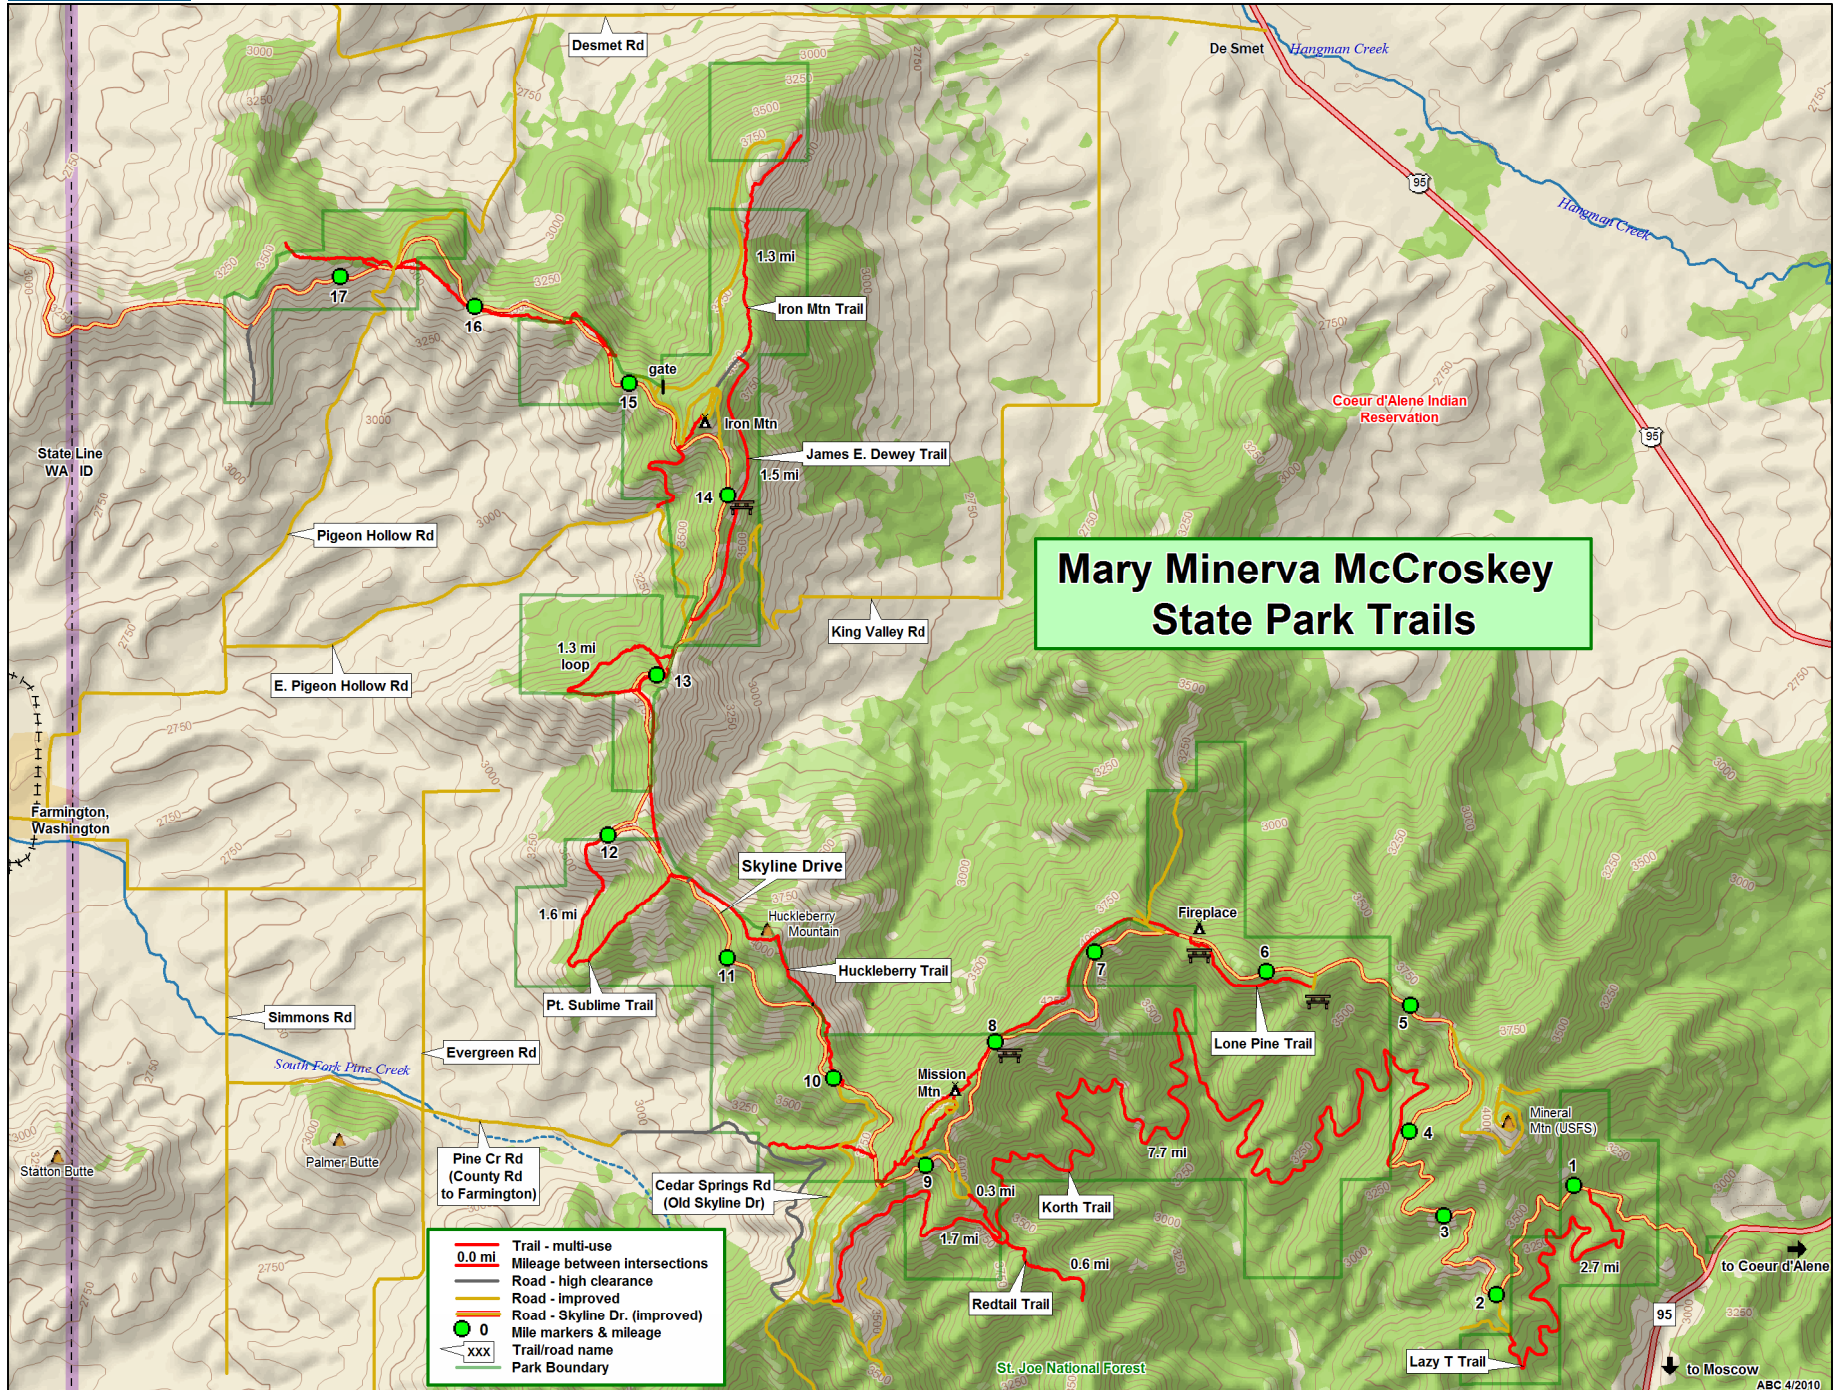 Desmet Rd
De Smet
Hangman Creek
Hangman Creek
95
95
1.3 mi
Iron Mtn Trail
17
16
gate
15
Iron Mtn
James E. Dewey Trail
1.5 mi
14
Coeur d'Alene Indian
Reservation
State Line
WA ID
Pigeon Hollow Rd
Mary Minerva McCroskey
State Park Trails
King Valley Rd
1.3 mi
loop
13
E. Pigeon Hollow Rd
Farmington,
Washington
12
Skyline Drive
1.6 mi
Huckleberry
Mountain
11
Huckleberry Trail
Pt. Sublime Trail
Fireplace
6
7
5
Lone Pine Trail
8
Simmons Rd
Evergreen Rd
South Fork Pine Creek
10
Mission
Mtn
Mineral
Mtn (USFS)
4
7.7 mi
1
Statton Butte
Palmer Butte
Pine Cr Rd
(County Rd
to Farmington)
Cedar Springs Rd
(Old Skyline Dr)
9
0.3 mi
Korth Trail
3
1.7 mi
0.6 mi
2.7 mi
to Coeur d'Alene
Redtail Trail
2
95
Lazy T Trail
St. Joe National Forest
to Moscow
ABC 4/2010
Trail - multi-use
0.0 mi Mileage between intersections
Road - high clearance
Road - improved
Road - Skyline Dr. (improved)
0 Mile markers & mileage
xxx Trail/road name
Park Boundary